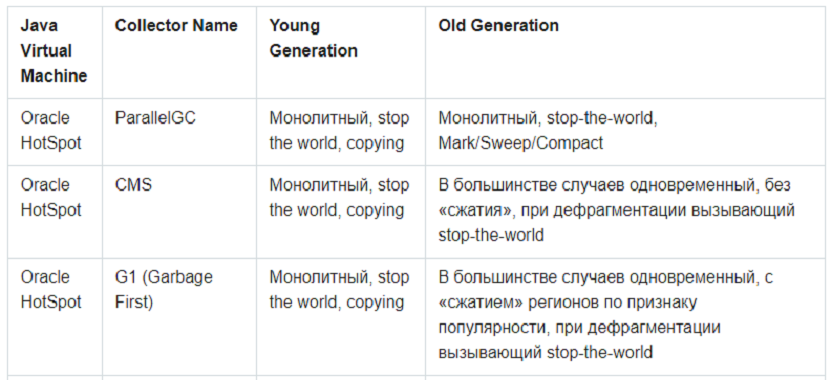 Java Virtual Machine | Collector Name | Young Generation | Old Generation
Oracle HotSpot | ParallelGC | Монолитный, stop the world, copying | Монолитный, stop-the-world, Mark/Sweep/Compact
Oracle HotSpot | CMS | Монолитный, stop the world, copying | В большинстве случаев одновременный, без «сжатия», при дефрагментации вызывающий stop-the-world
Oracle HotSpot | G1 (Garbage First) | Монолитный, stop the world, copying | В большинстве случаев одновременный, с «сжатием» регионов по признаку популярности, при дефрагментации вызывающий stop-the-world